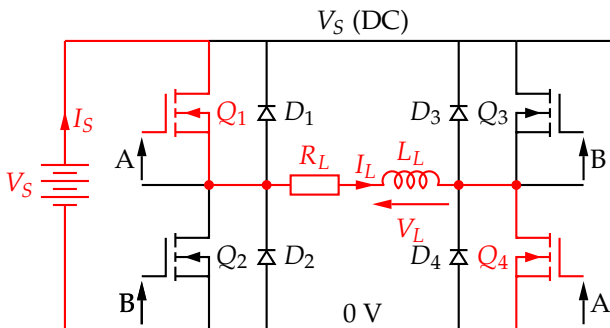 V_S (DC)
I_S Q_1 D_1 D_3 Q_3
A R_L I_L L_L B
V_S V_L
Q_2 D_2 D_4 Q_4
B 0 V A